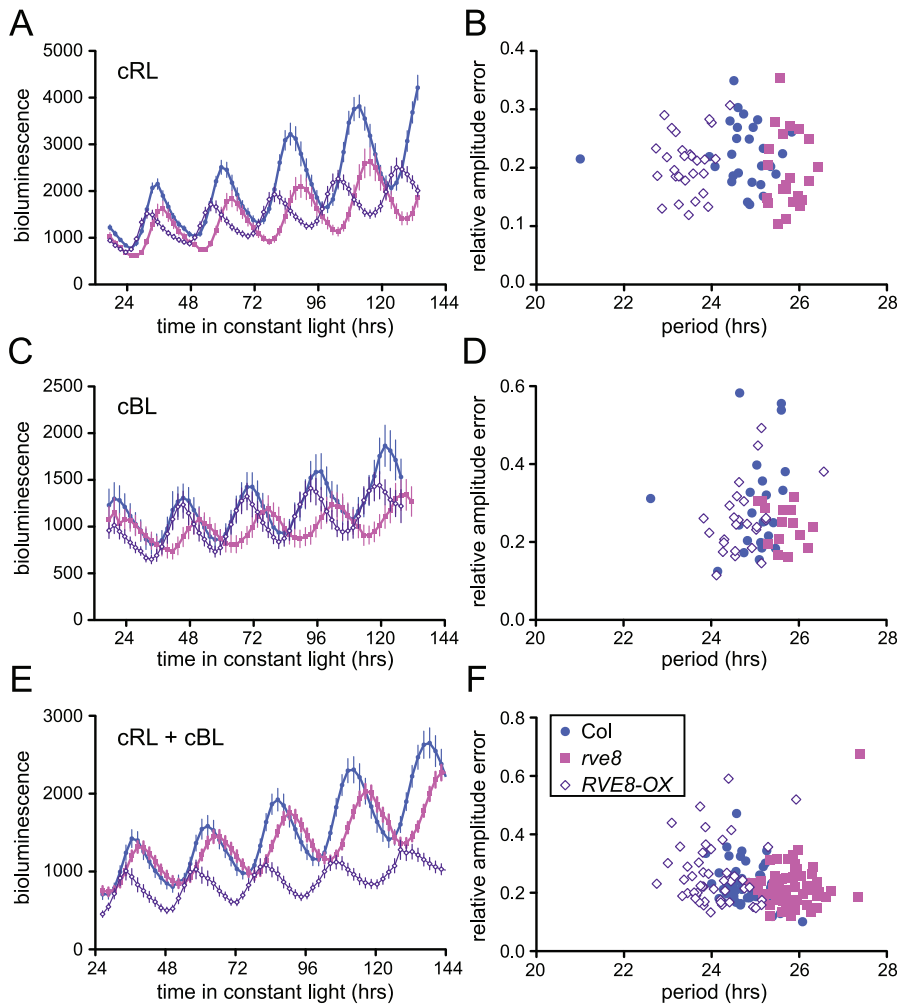 A
cRL
bioluminescence
5000
4000
3000
2000
1000
0
24 48 72 96 120 144
time in constant light (hrs)
B
relative amplitude error
0.4
0.3
0.2
0.1
0.0
20 22 24 26 28
period (hrs)
C
cBL
bioluminescence
2500
2000
1500
1000
500
0
24 48 72 96 120 144
time in constant light (hrs)
D
relative amplitude error
0.6
0.4
0.2
0.0
20 22 24 26 28
period (hrs)
E
cRL + cBL
bioluminescence
3000
2000
1000
0
24 48 72 96 120 144
time in constant light (hrs)
F
relative amplitude error
0.8
0.6
0.4
0.2
0.0
Col
rve8
RVE8-OX
20 22 24 26 28
period (hrs)